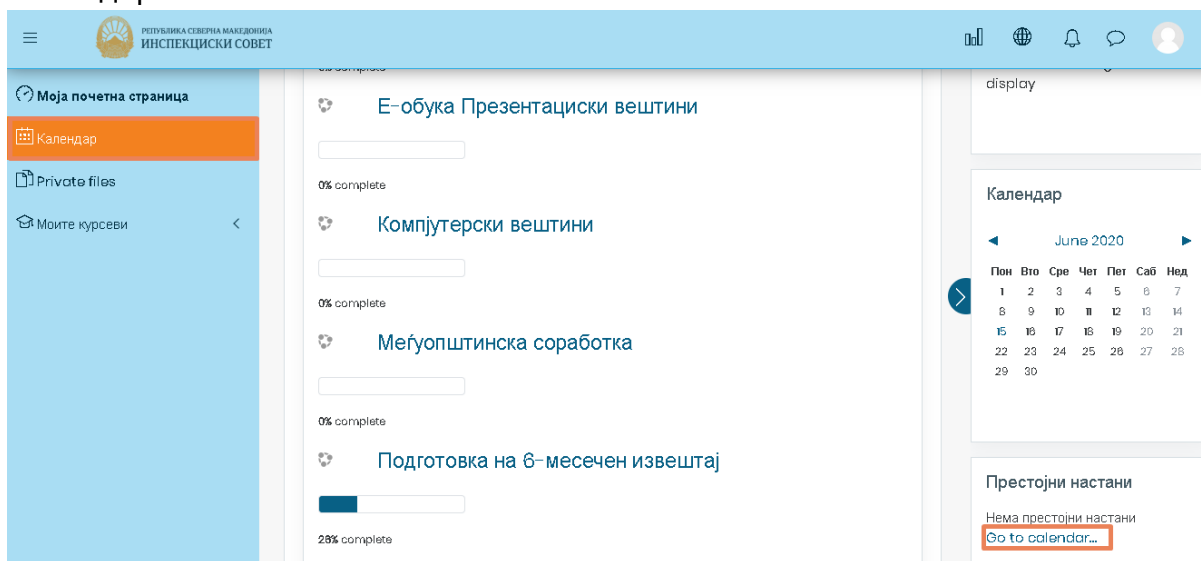 РЕПУБЛИКА СЕВЕРНА МАКЕДОНИЈА
ИНСПЕКЦИСКИ СОВЕТ
Моја почетна страница
Календар
Private files
Моите курсеви
complete
Е-обука Презентациски вештини
0% complete
Компјутерски вештини
0% complete
Меѓуопштинска соработка
0% complete
Подготовка на 6-месечен извештај
26% complete
display
Календар
June 2020
Пон Вто Сре Чет Пет Саб Нед
1 2 3 4 5 6 7
8 9 10 11 12 13 14
15 16 17 18 19 20 21
22 23 24 25 26 27 28
29 30
Престојни настани
Нема престојни настани
Go to calendar...